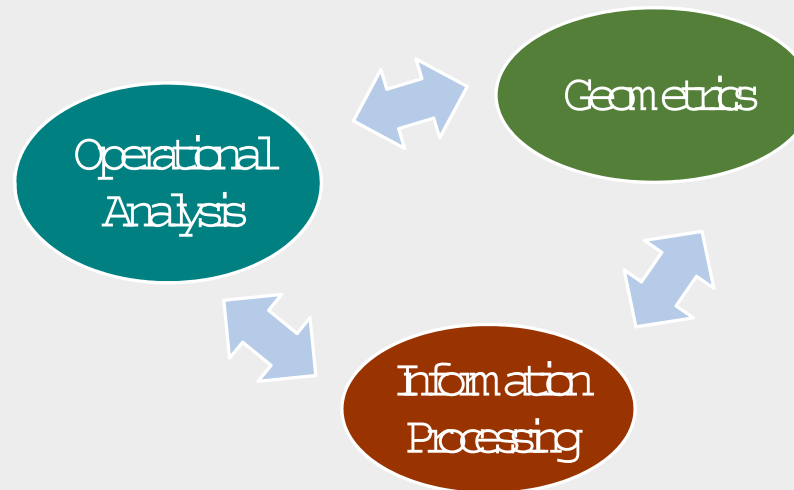 Operational
Analysis
Geometrics
Information
Processing